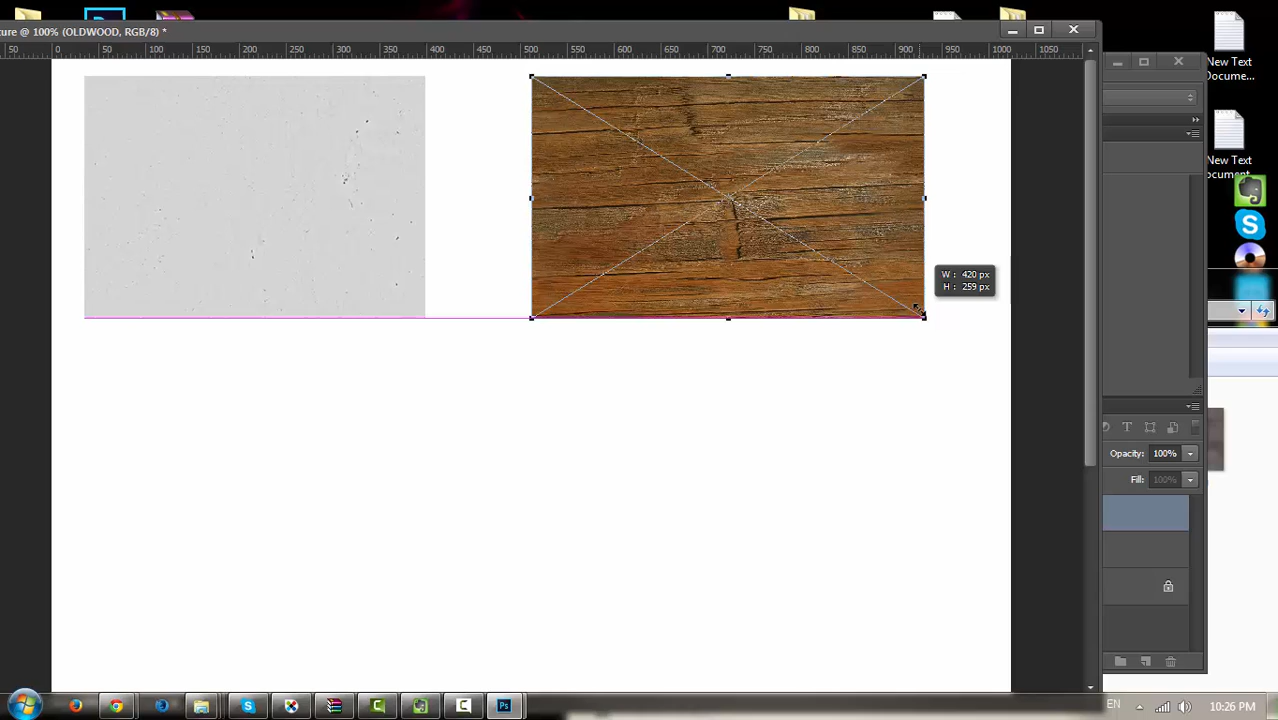 ture @ 100% (OLDWOOD, RGB/8) *
50 0 50 100 150 200 250 300 350 400 450 500 550 600 650 700 750 800 850 900 950 1000 1050
New Text
Docume...
New Text
Document.
W : 420 px
H : 259 px
T
Opacity: 100%
Fill: 100%
Ps
EN
10:26 PM